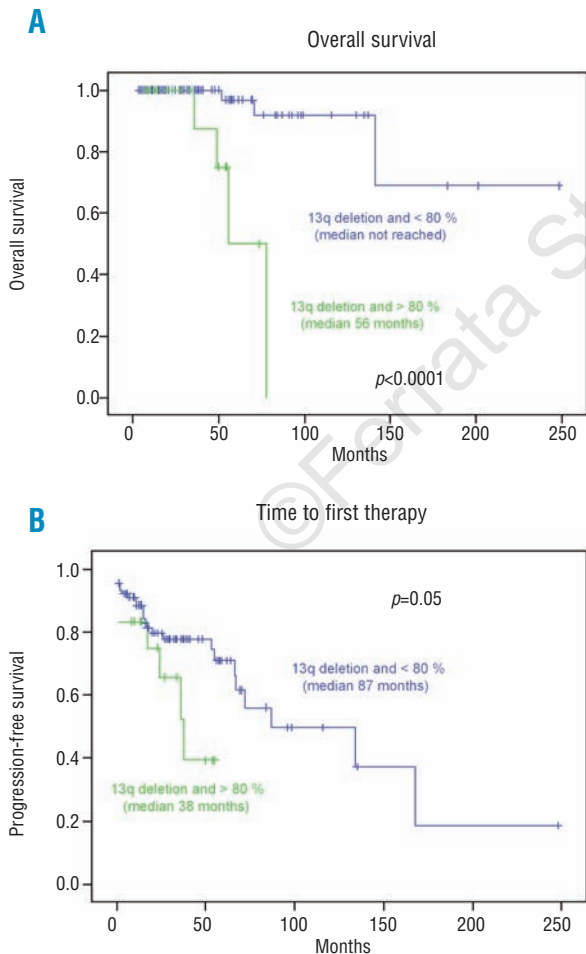 A
Overall survival
Overall survival
1.0
0.8
0.6
0.4
0.2
0.0
13q deletion and < 80 %
(median not reached)
13q deletion and > 80 %
(median 56 months)
p<0.0001
0 50 100 150 200 250
Months
©Ferrata St
B
Time to first therapy
Progression-free survival
1.0
0.8
0.6
0.4
0.2
0.0
p=0.05
13q deletion and < 80 %
(median 87 months)
13q deletion and > 80 %
(median 38 months)
0 50 100 150 200 250
Months